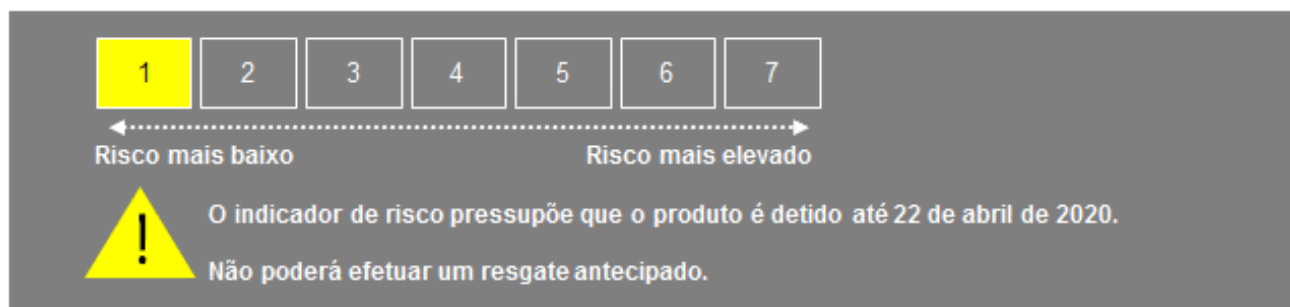 1 2 3 4 5 6 7
Risco mais baixo Risco mais elevado
! O indicador de risco pressupõe que o produto é detido até 22 de abril de 2020.
Não poderá efetuar um resgate antecipado.